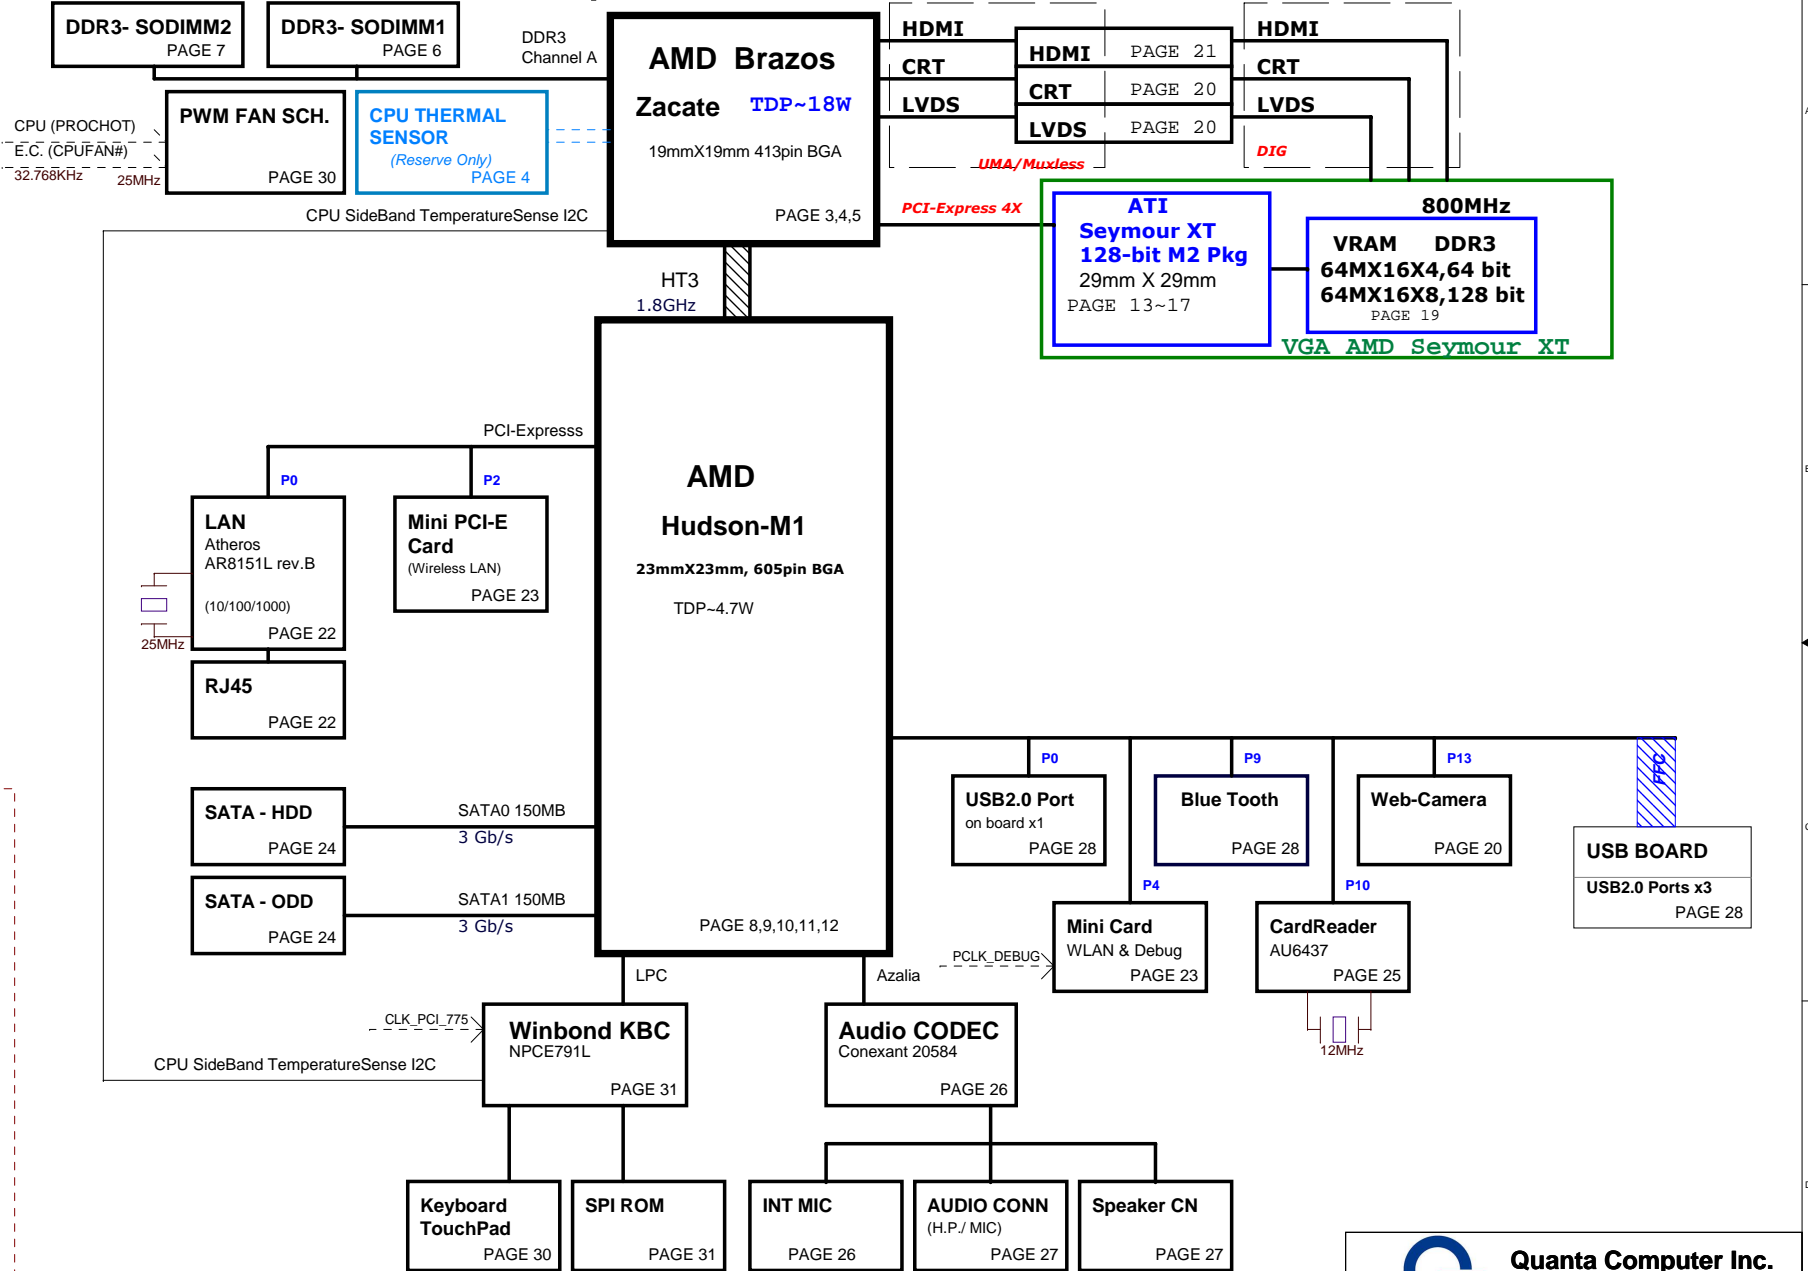 DDR3- SODIMM2
PAGE 7
DDR3- SODIMM1
PAGE 6
DDR3
Channel A
AMD Brazos
Zacate TDP~18W
19mmX19mm 413pin BGA
PAGE 3,4,5
HDMI
CRT
LVDS
HDMI PAGE 21
CRT PAGE 20
LVDS PAGE 20
UMA/Muxless
HDMI
CRT
LVDS
DIG
CPU (PROCHOT)
E.C. (CPUFAN#)
32.768KHz
25MHz
PWM FAN SCH.
PAGE 30
CPU THERMAL
SENSOR
(Reserve Only)
PAGE 4
CPU SideBand TemperatureSense I2C
PCI-Express 4X
ATI
Seymour XT
128-bit M2 Pkg
29mm X 29mm
PAGE 13~17
800MHz
VRAM DDR3
64MX16X4,64 bit
64MX16X8,128 bit
PAGE 19
VGA AMD Seymour XT
HT3
1.8GHz
AMD
Hudson-M1
23mmX23mm, 605pin BGA
TDP~4.7W
PAGE 8,9,10,11,12
PCI-Expresss
P0
P2
LAN
Atheros
AR8151L rev.B
(10/100/1000)
PAGE 22
25MHz
Mini PCI-E
Card
(Wireless LAN)
PAGE 23
RJ45
PAGE 22
SATA - HDD
PAGE 24
SATA0 150MB
3 Gb/s
SATA - ODD
PAGE 24
SATA1 150MB
3 Gb/s
P0
P9
P13
FFC
USB2.0 Port
on board x1
PAGE 28
Blue Tooth
PAGE 28
Web-Camera
PAGE 20
USB BOARD
USB2.0 Ports x3
PAGE 28
P4
P10
Mini Card
WLAN & Debug
PAGE 23
PCLK_DEBUG
CardReader
AU6437
PAGE 25
12MHz
LPC
Azalia
CLK_PCI_775
Winbond KBC
NPCE791L
PAGE 31
CPU SideBand TemperatureSense I2C
Audio CODEC
Conexant 20584
PAGE 26
Keyboard
TouchPad
PAGE 30
SPI ROM
PAGE 31
INT MIC
PAGE 26
AUDIO CONN
(H.P./ MIC)
PAGE 27
Speaker CN
PAGE 27
Quanta Computer Inc.